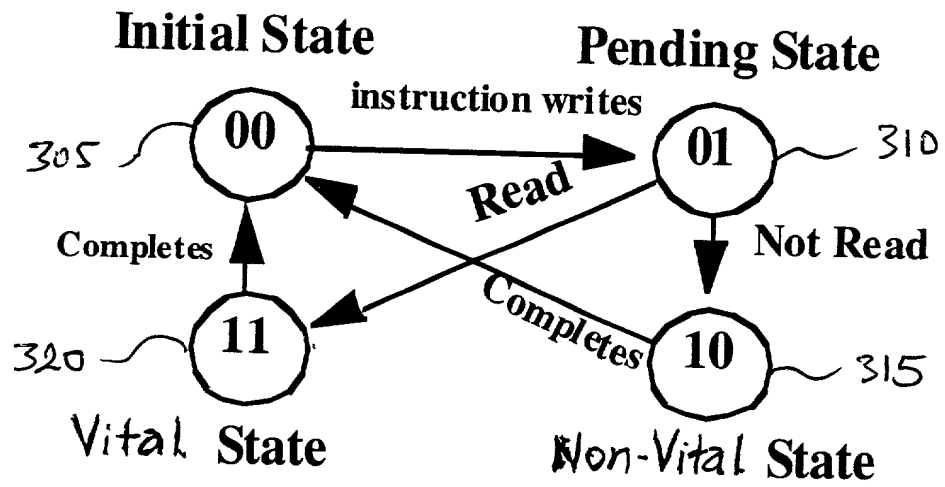 Initial State
Pending State
instruction writes
00
01
305
310
Read
Completes
Not Read
Completes
11
10
320
315
Vital State
Non-Vital State